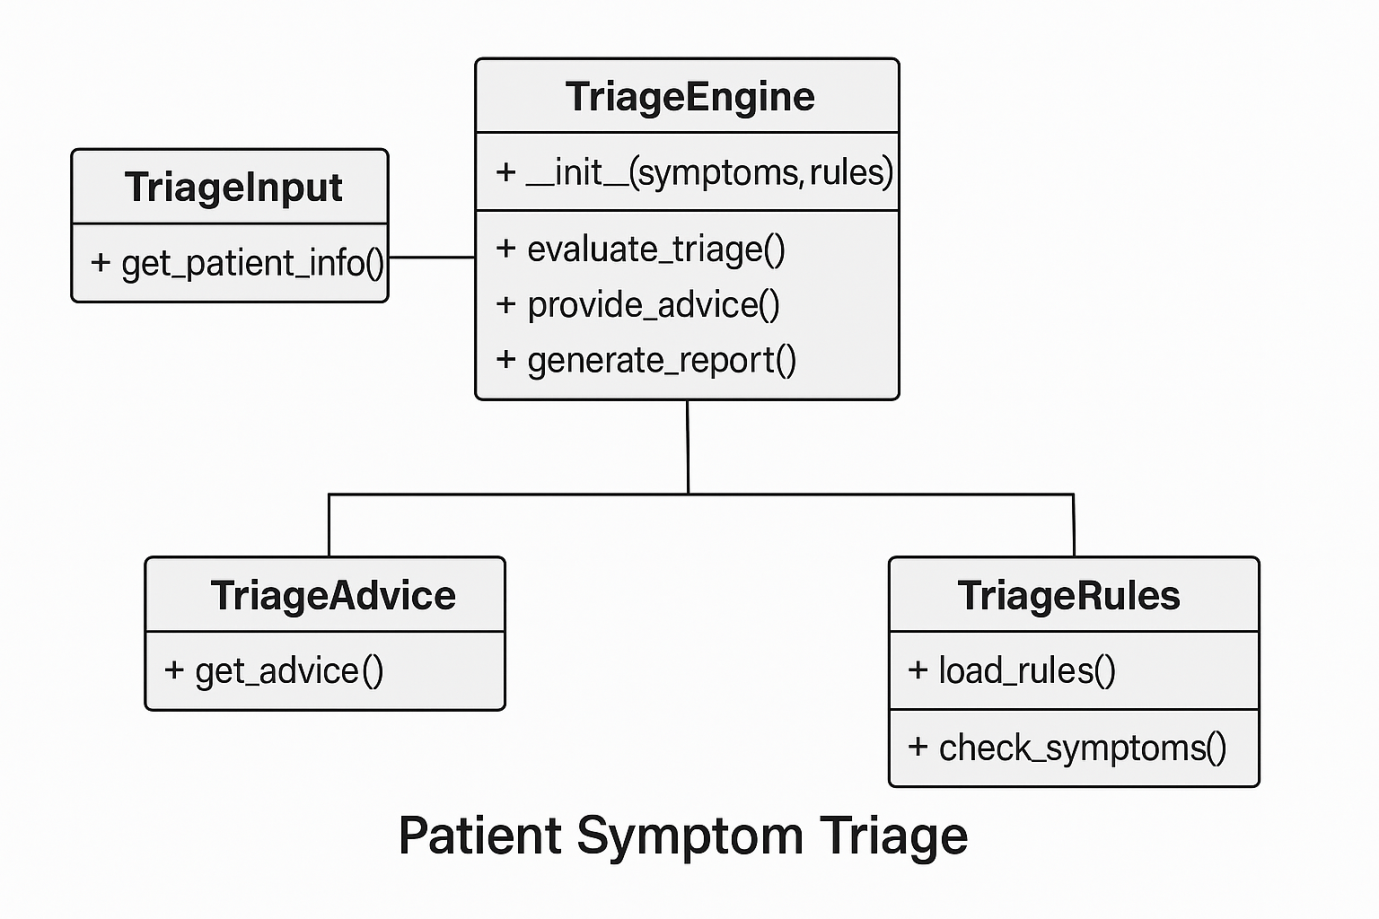 TriageEngine
+ __init__(symptoms, rules)
+ evaluate_triage()
+ provide_advice()
+ generate_report()
TriageInput
+ get_patient_info()
TriageAdvice
+ get_advice()
TriageRules
+ load_rules()
+ check_symptoms()
Patient Symptom Triage